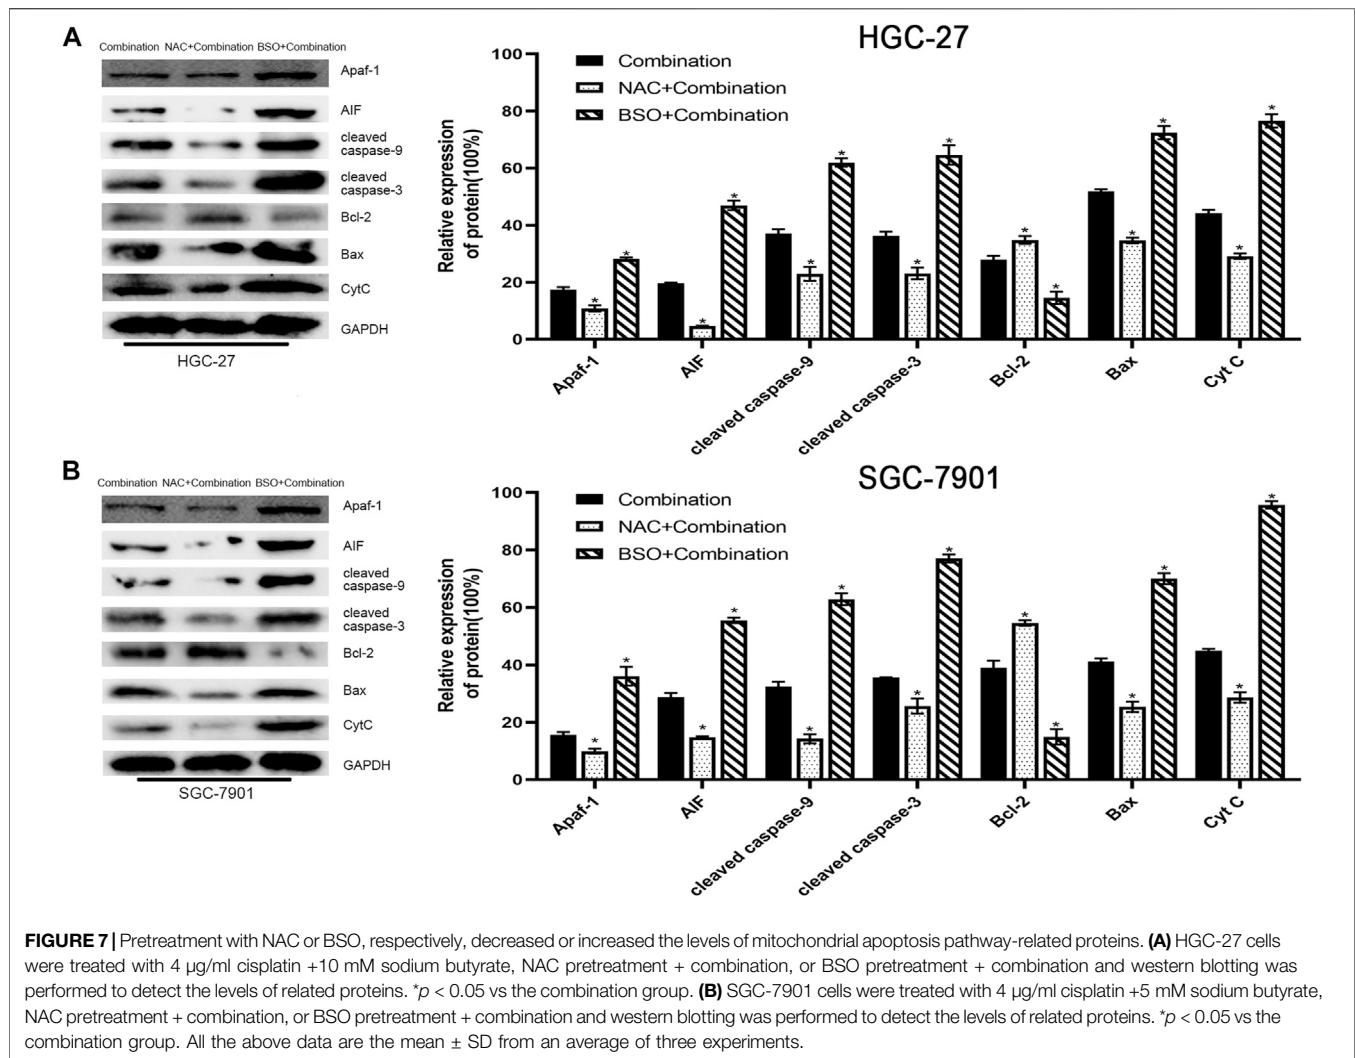 A
Combination NAC+Combination BSO+Combination
Apaf-1
AIF
cleaved
caspase-9
cleaved
caspase-3
Bcl-2
Bax
CytC
GAPDH
HGC-27
HGC-27
Combination
NAC+Combination
BSO+Combination
Relative expression
of protein(100%)
100
80
60
40
20
0
* * * * * * * * * * * * * *
Apaf-1
AIF
cleaved caspase-9
cleaved caspase-3
Bcl-2
Bax
Cyt C
B
Combination NAC+Combination BSO+Combination
Apaf-1
AIF
cleaved
caspase-9
cleaved
caspase-3
Bcl-2
Bax
CytC
GAPDH
SGC-7901
SGC-7901
Combination
NAC+Combination
BSO+Combination
Relative expression
of protein(100%)
100
80
60
40
20
0
* * * * * * * * * * * * * *
Apaf-1
AIF
cleaved caspase-9
cleaved caspase-3
Bcl-2
Bax
Cyt C
FIGURE 7 | Pretreatment with NAC or BSO, respectively, decreased or increased the levels of mitochondrial apoptosis pathway-related proteins. (A) HGC-27 cells
were treated with 4 µg/ml cisplatin +10 mM sodium butyrate, NAC pretreatment + combination, or BSO pretreatment + combination and western blotting was
performed to detect the levels of related proteins. *p < 0.05 vs the combination group. (B) SGC-7901 cells were treated with 4 µg/ml cisplatin +5 mM sodium butyrate,
NAC pretreatment + combination, or BSO pretreatment + combination and western blotting was performed to detect the levels of related proteins. *p < 0.05 vs the
combination group. All the above data are the mean ± SD from an average of three experiments.